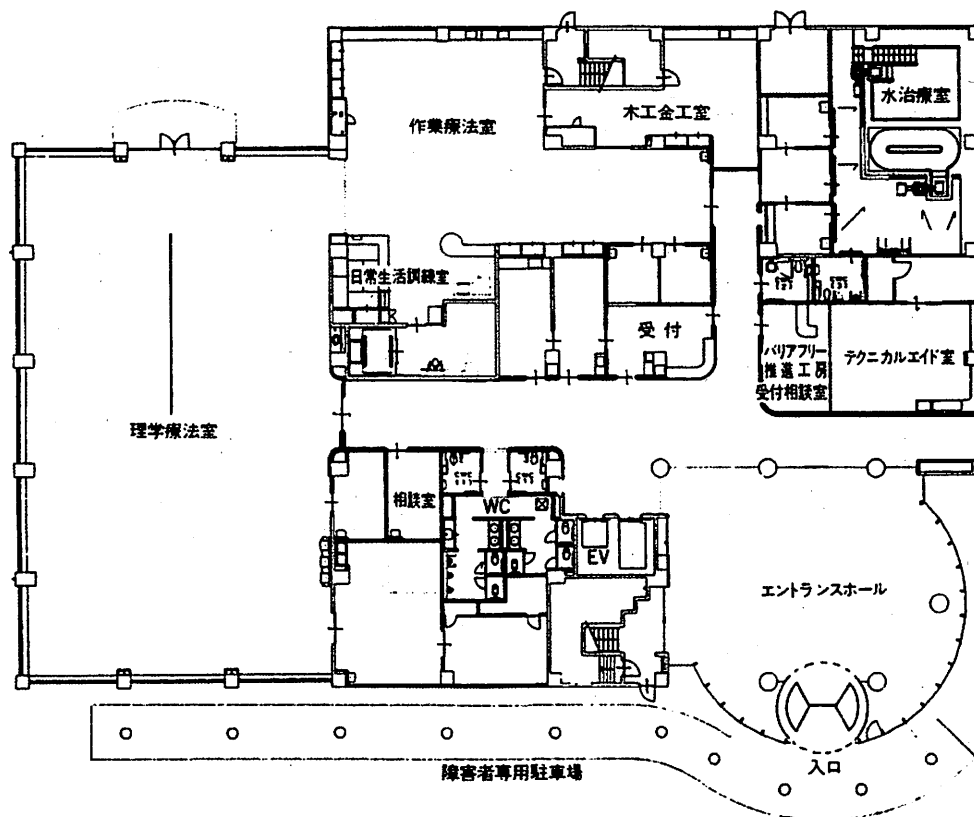 水治療室
作業療法室
木工金工室
日常生活訓練室
受付
バリアフリー
推進工房
受付相談室
テクニカルエイド室
理学療法室
相談室
WC
EV
エントランスホール
入口
障害者専用駐車場